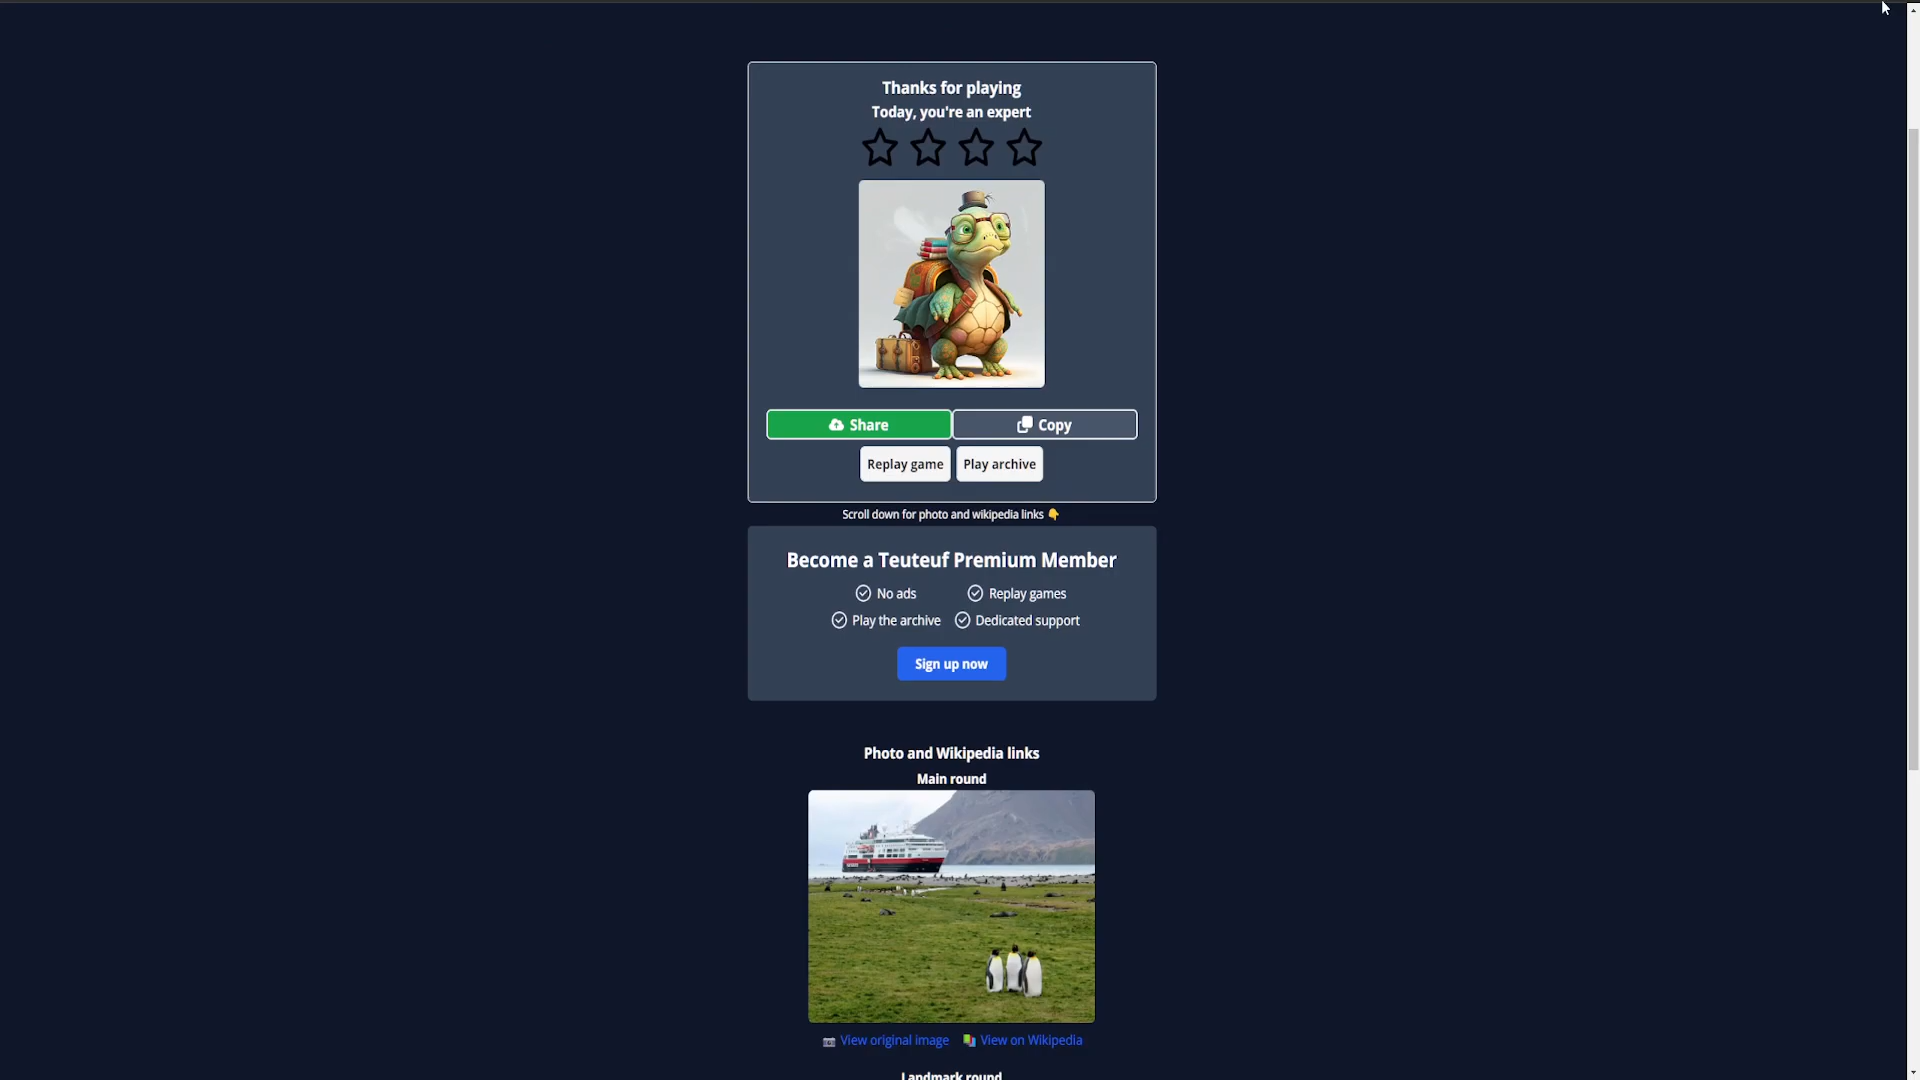 Thanks for playing
Today, you're an expert
Share
Copy
Replay game
Play archive
Scroll down for photo and wikipedia links
Become a Teuteuf Premium Member
No ads
Replay games
Play the archive
Dedicated support
Sign up now
Photo and Wikipedia links
Main round
View original image
View on Wikipedia
Landmark round